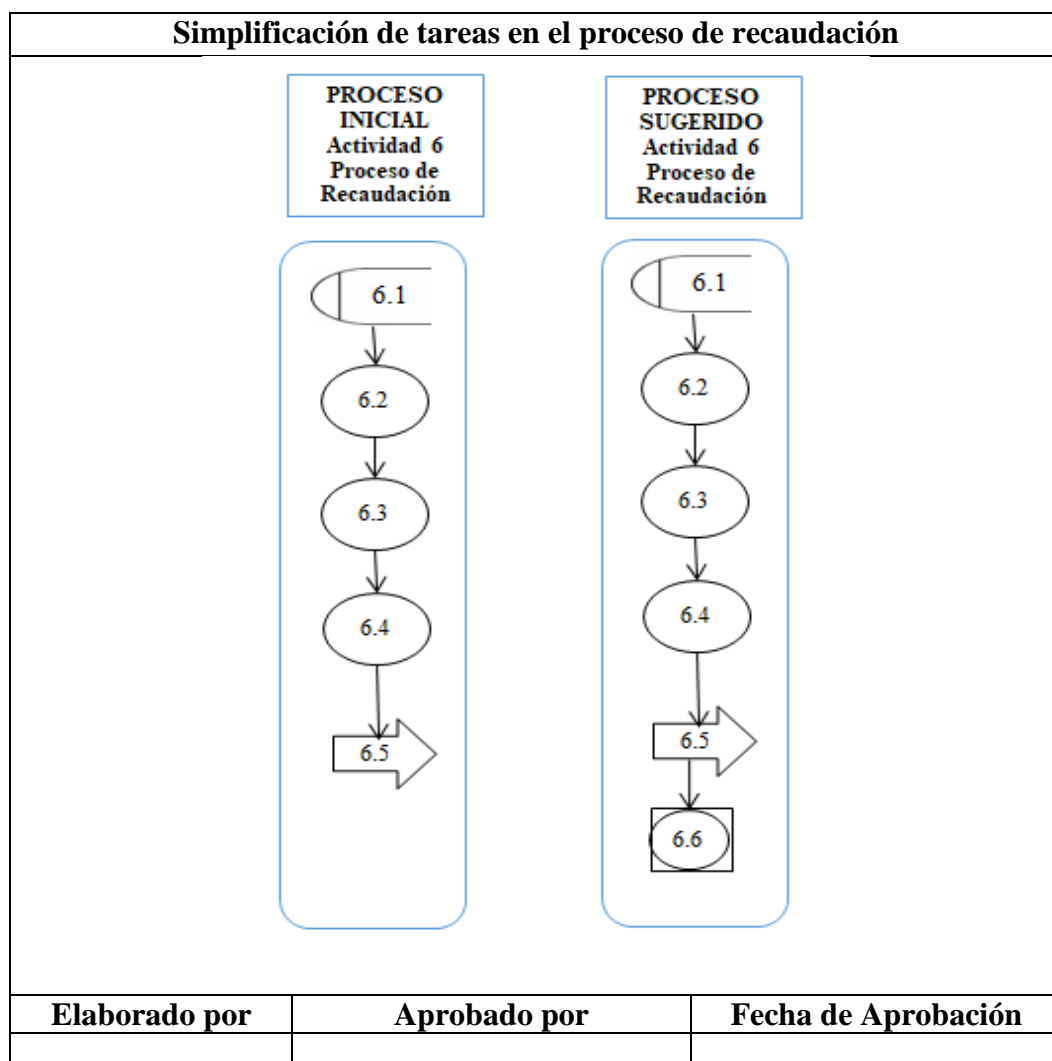 Simplificación de tareas en el proceso de recaudación
PROCESO
INICIAL
Actividad 6
Proceso de
Recaudación
PROCESO
SUGERIDO
Actividad 6
Proceso de
Recaudación
6.1
6.2
6.3
6.4
6.5
6.1
6.2
6.3
6.4
6.5
6.6
Elaborado por
Aprobado por
Fecha de Aprobación